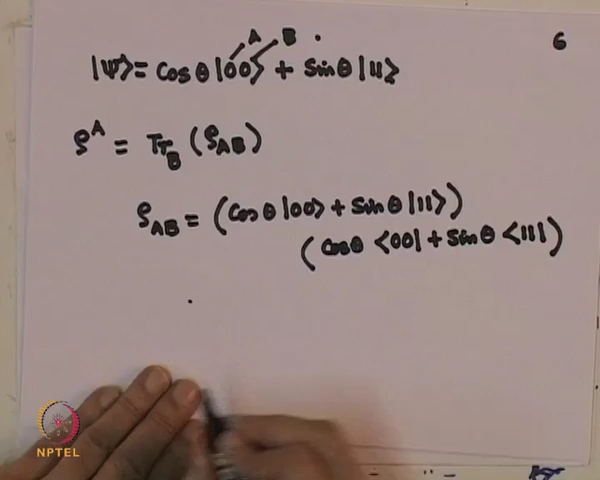 A B
6
|ψ⟩ = Cos θ |00⟩ + Sin θ |11⟩
ρ^A = Tr_B (ρ_AB)
ρ_AB = (Cos θ |00⟩ + Sin θ |11⟩)
(Cos θ ⟨00| + Sin θ ⟨11|)
NPTEL